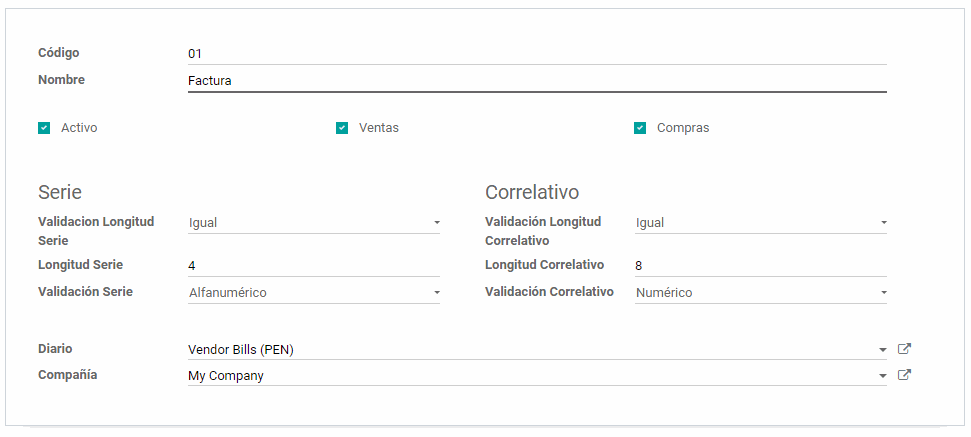 Código 01
Nombre Factura
Activo Ventas Compras
Serie Correlativo
Validacion Longitud Serie Igual Validación Longitud Correlativo Igual
Longitud Serie 4 Longitud Correlativo 8
Validación Serie Alfanumérico Validación Correlativo Numérico
Diario Vendor Bills (PEN)
Compañía My Company